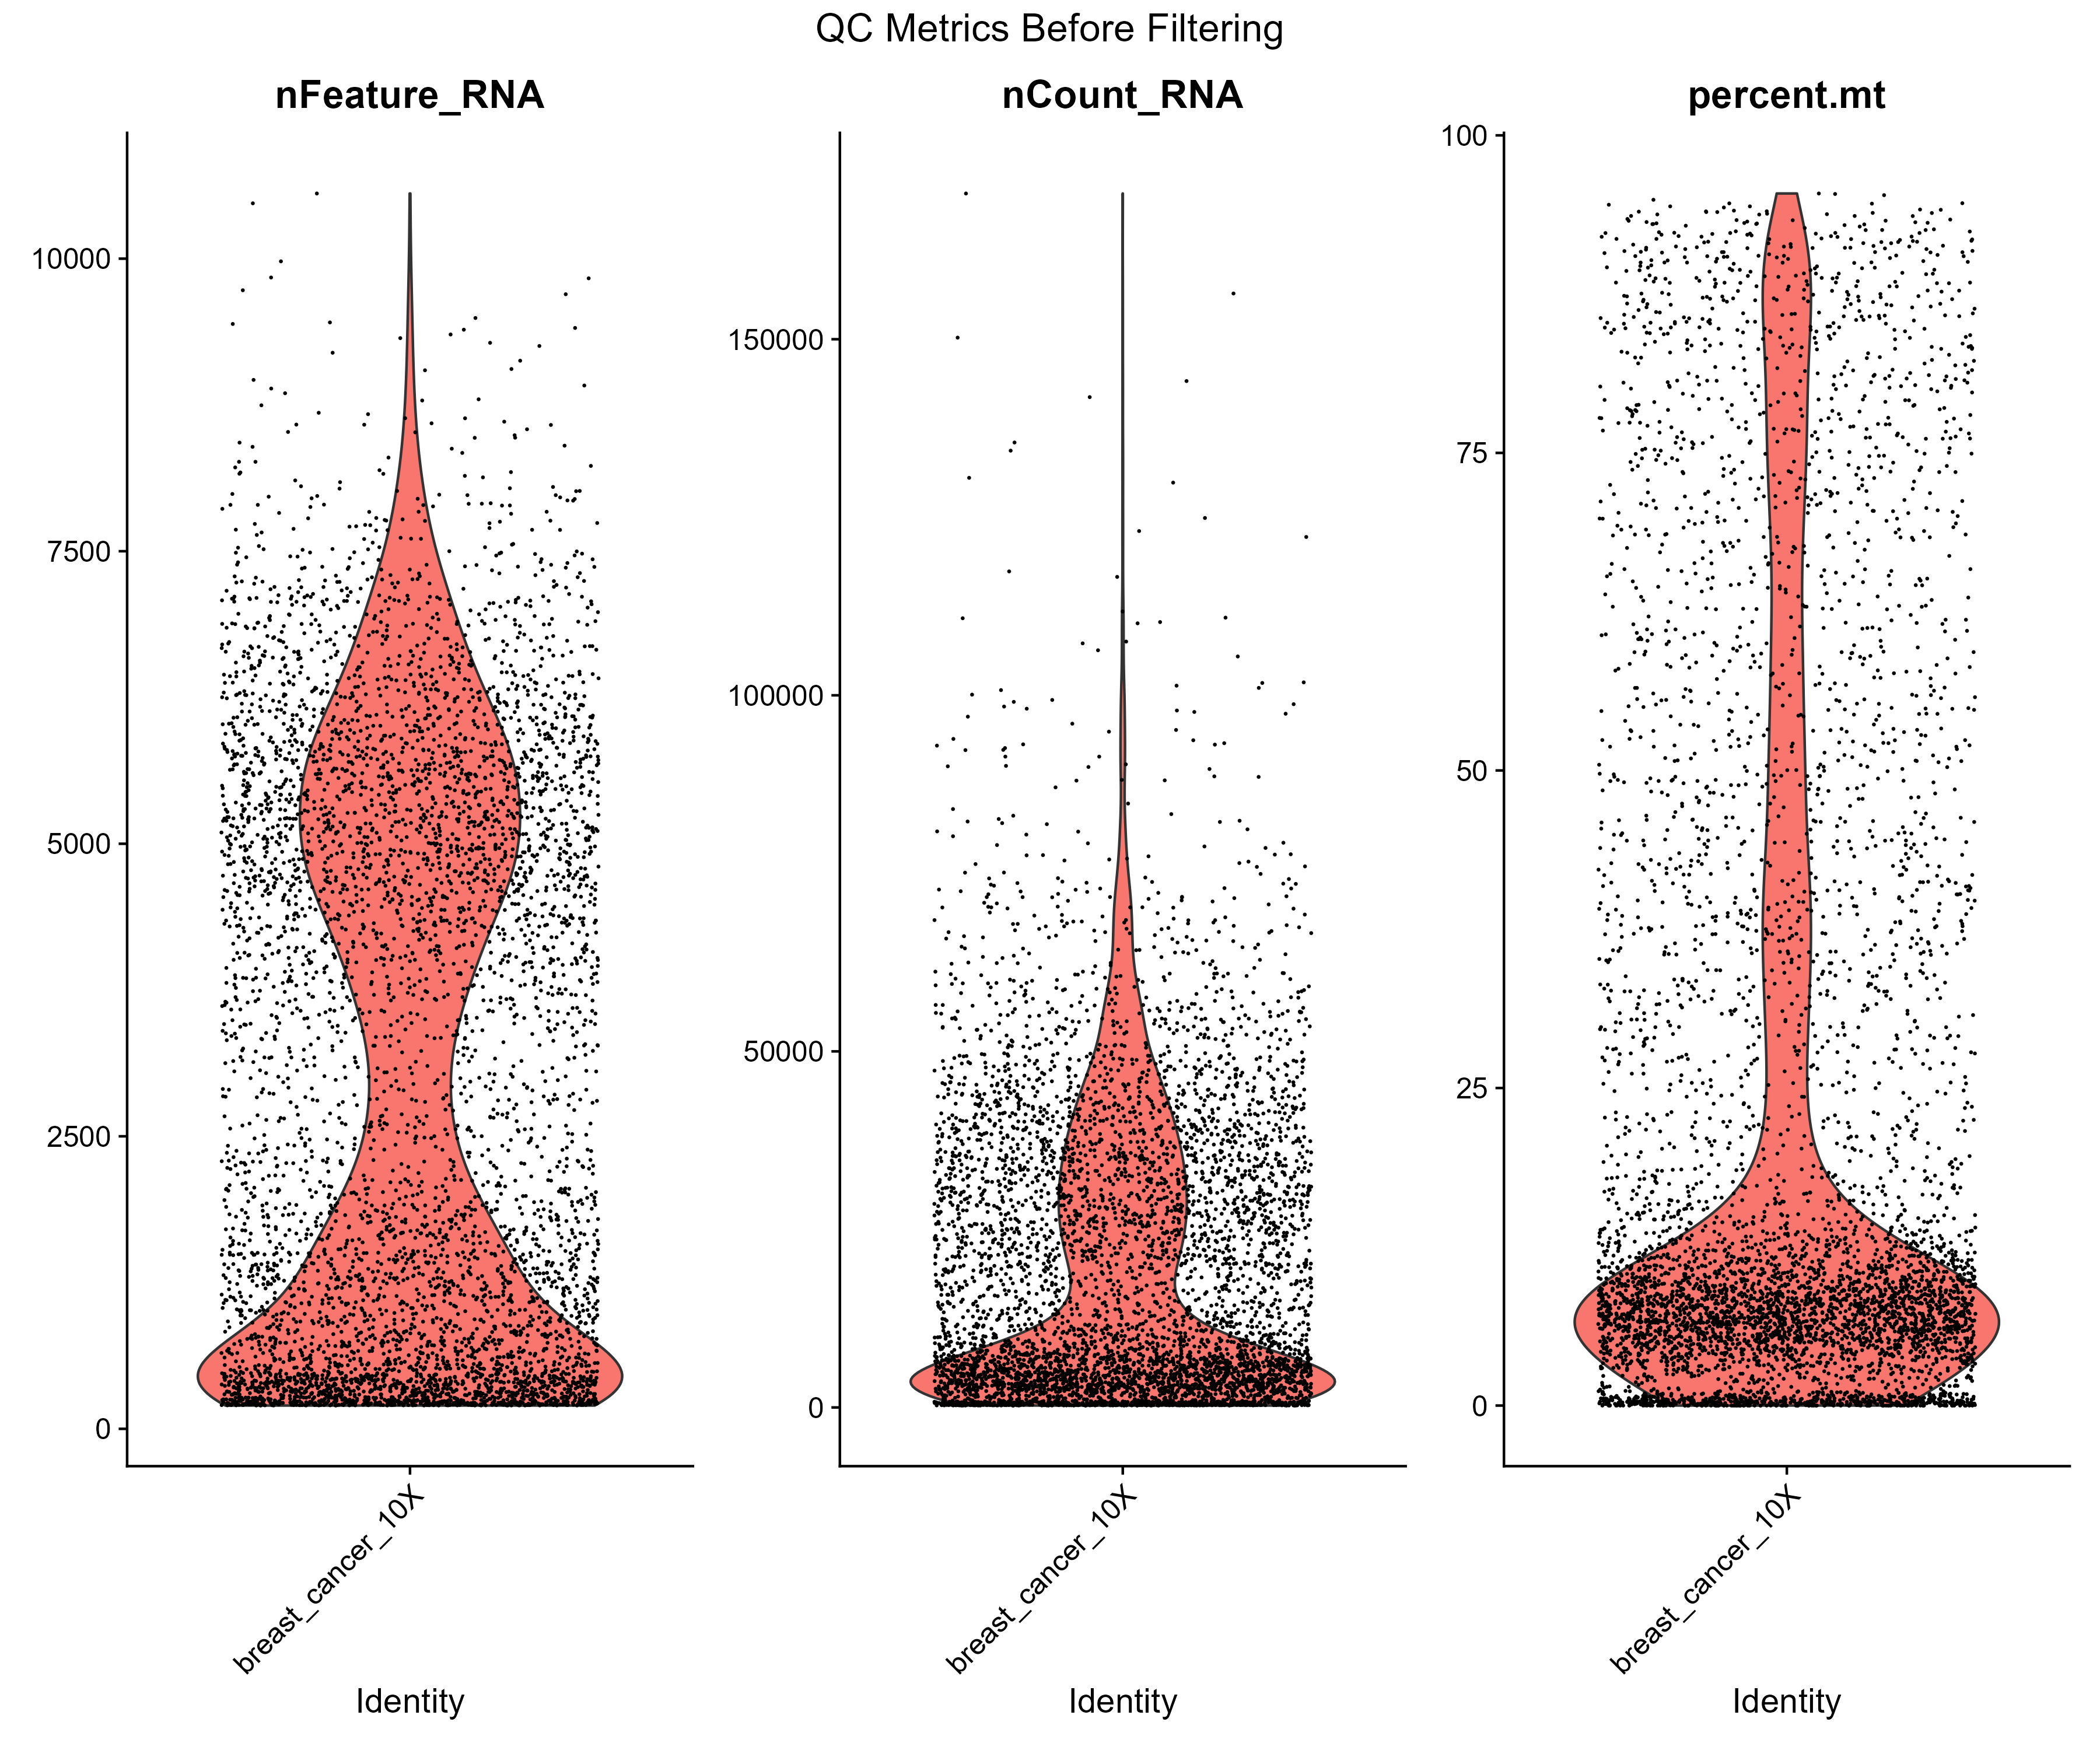 QC Metrics Before Filtering
nFeature_RNA
10000
7500
5000
2500
0
breast_cancer_10X
Identity
nCount_RNA
150000
100000
50000
0
breast_cancer_10X
Identity
percent.mt
100
75
50
25
0
breast_cancer_10X
Identity